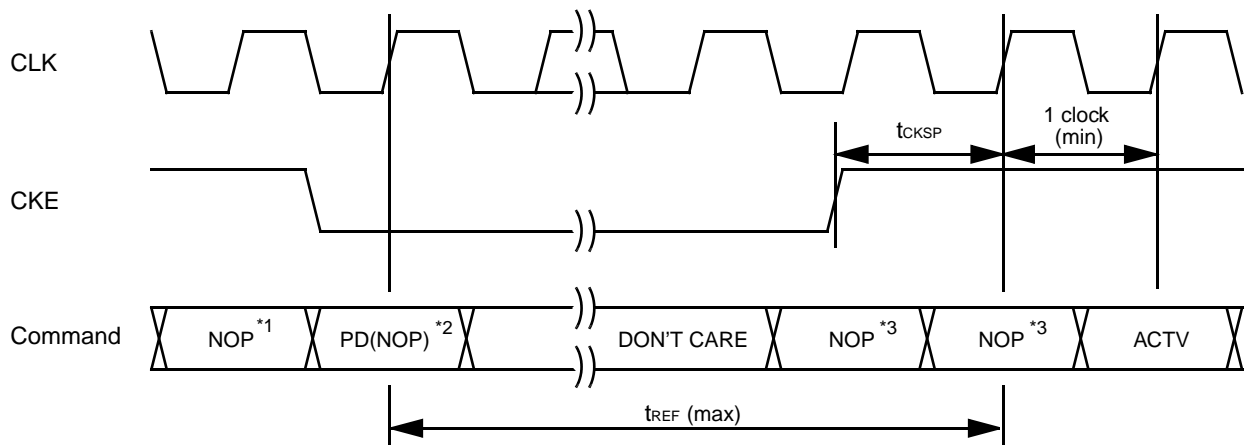 CLK
tCKSP
1 clock
(min)
CKE
Command
NOP *1
PD(NOP) *2
DON'T CARE
NOP *3
NOP *3
ACTV
tREF (max)